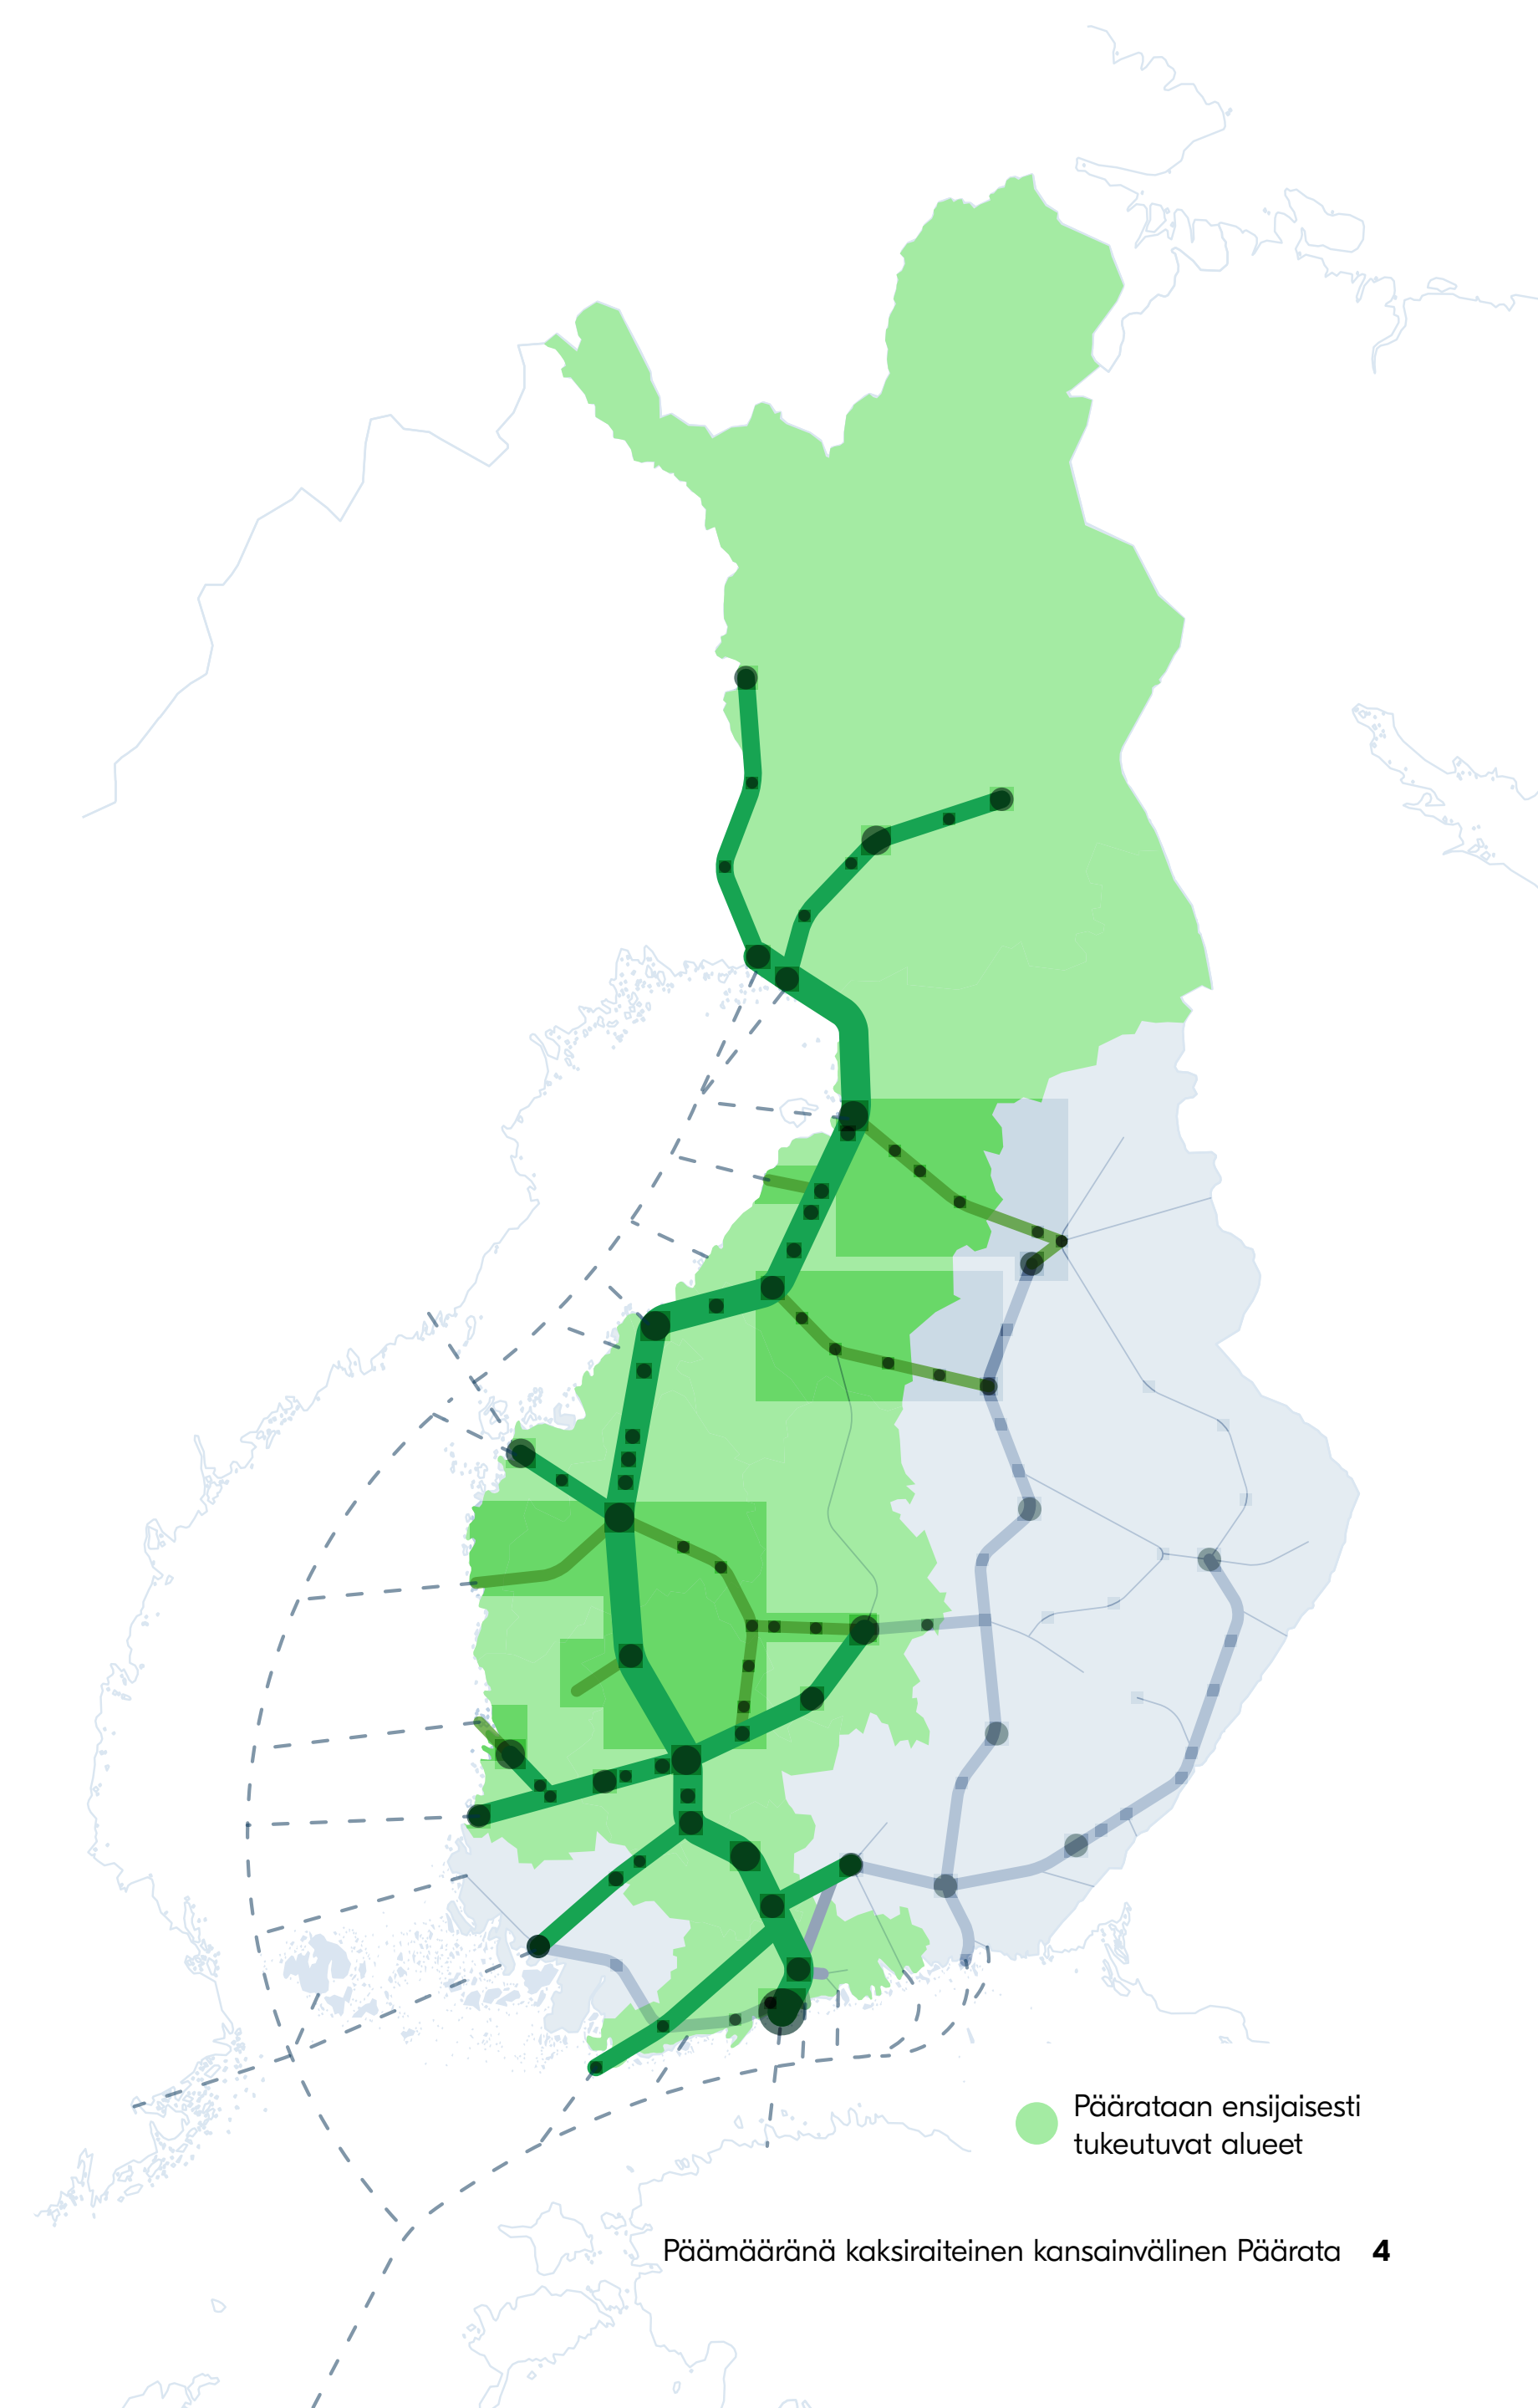 Päärataan ensijaisesti
tukeutuvat alueet
Päämääränä kaksiraiteinen kansainvälinen Päärata 4